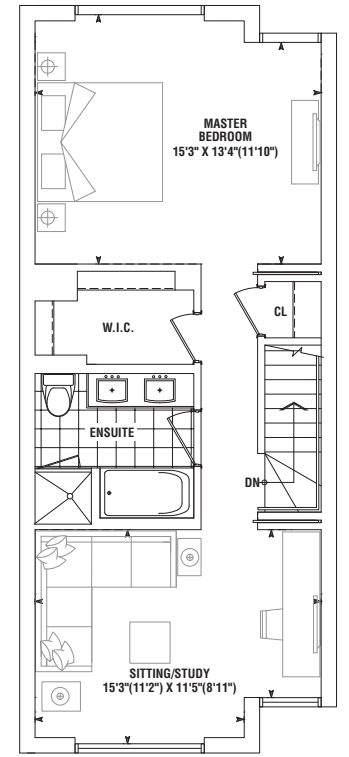 MASTER
BEDROOM
15'3" X 13'4"(11'10")
CL
W.I.C.
ENSUITE
DN
SITTING/STUDY
15'3"(11'2") X 11'5"(8'11")